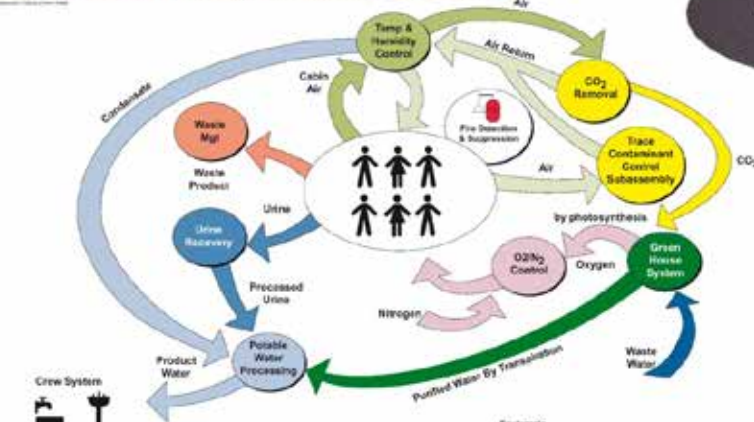 Air
Temp &
Humidity
Control
Air Return
Cabin
Air
CO2
Removal
Condensate
Waste
Mgt
Fire Detection
& Suppression
Trace
Contaminant
Control
Subassembly
CO
Waste
Product
Air
Urine
by photosynthesis
Urine
Recovery
O2/N2
Control
Oxygen
Green
House
System
Processed
Urine
Nitrogen
Potable
Water
Processing
Product
Water
Waste
Water
Purified Water By Transpiration
Crew System